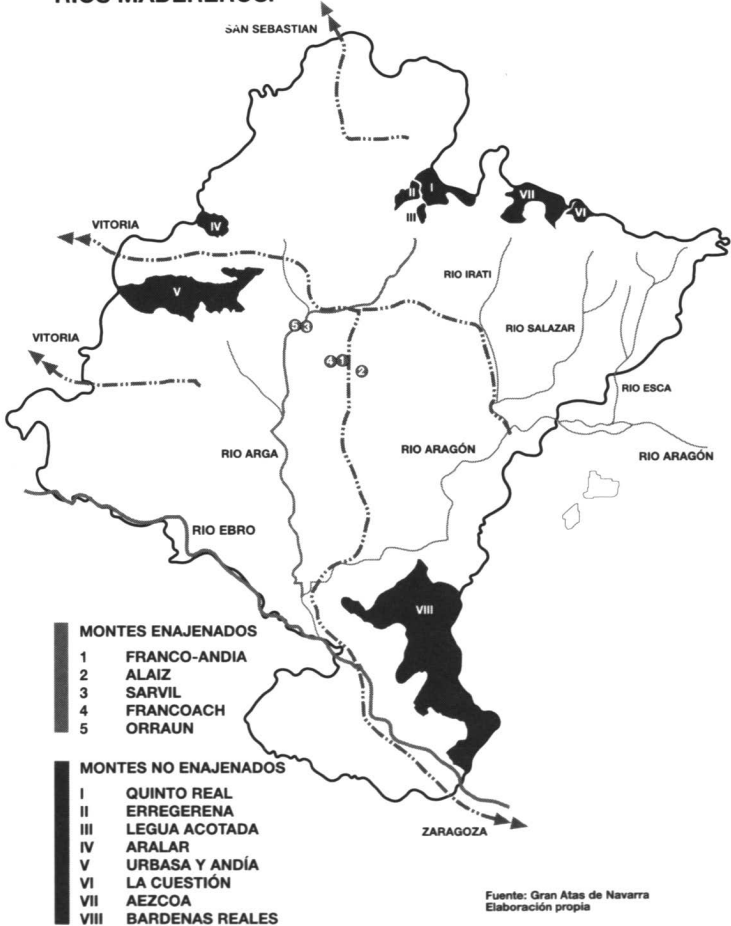 RIOS MADEREROS.
SAN SEBASTIAN
II
I
VII
III
VI
VITORIA
IV
RIO IRATI
V
5
3
RIO SALAZAR
VITORIA
4
1
2
RIO ESCA
RIO ARGA
RIO ARAGÓN
RIO ARAGÓN
RIO EBRO
VIII
MONTES ENAJENADOS
1 FRANCO-ANDIA
2 ALAIZ
3 SARVIL
4 FRANCOACH
5 ORRAUN
MONTES NO ENAJENADOS
I QUINTO REAL
II ERREGERENA
III LEGUA ACOTADA
IV ARALAR
V URBASA Y ANDÍA
VI LA CUESTIÓN
VII AEZCOA
VIII BARDENAS REALES
ZARAGOZA
Fuente: Gran Atas de Navarra
Elaboración propia